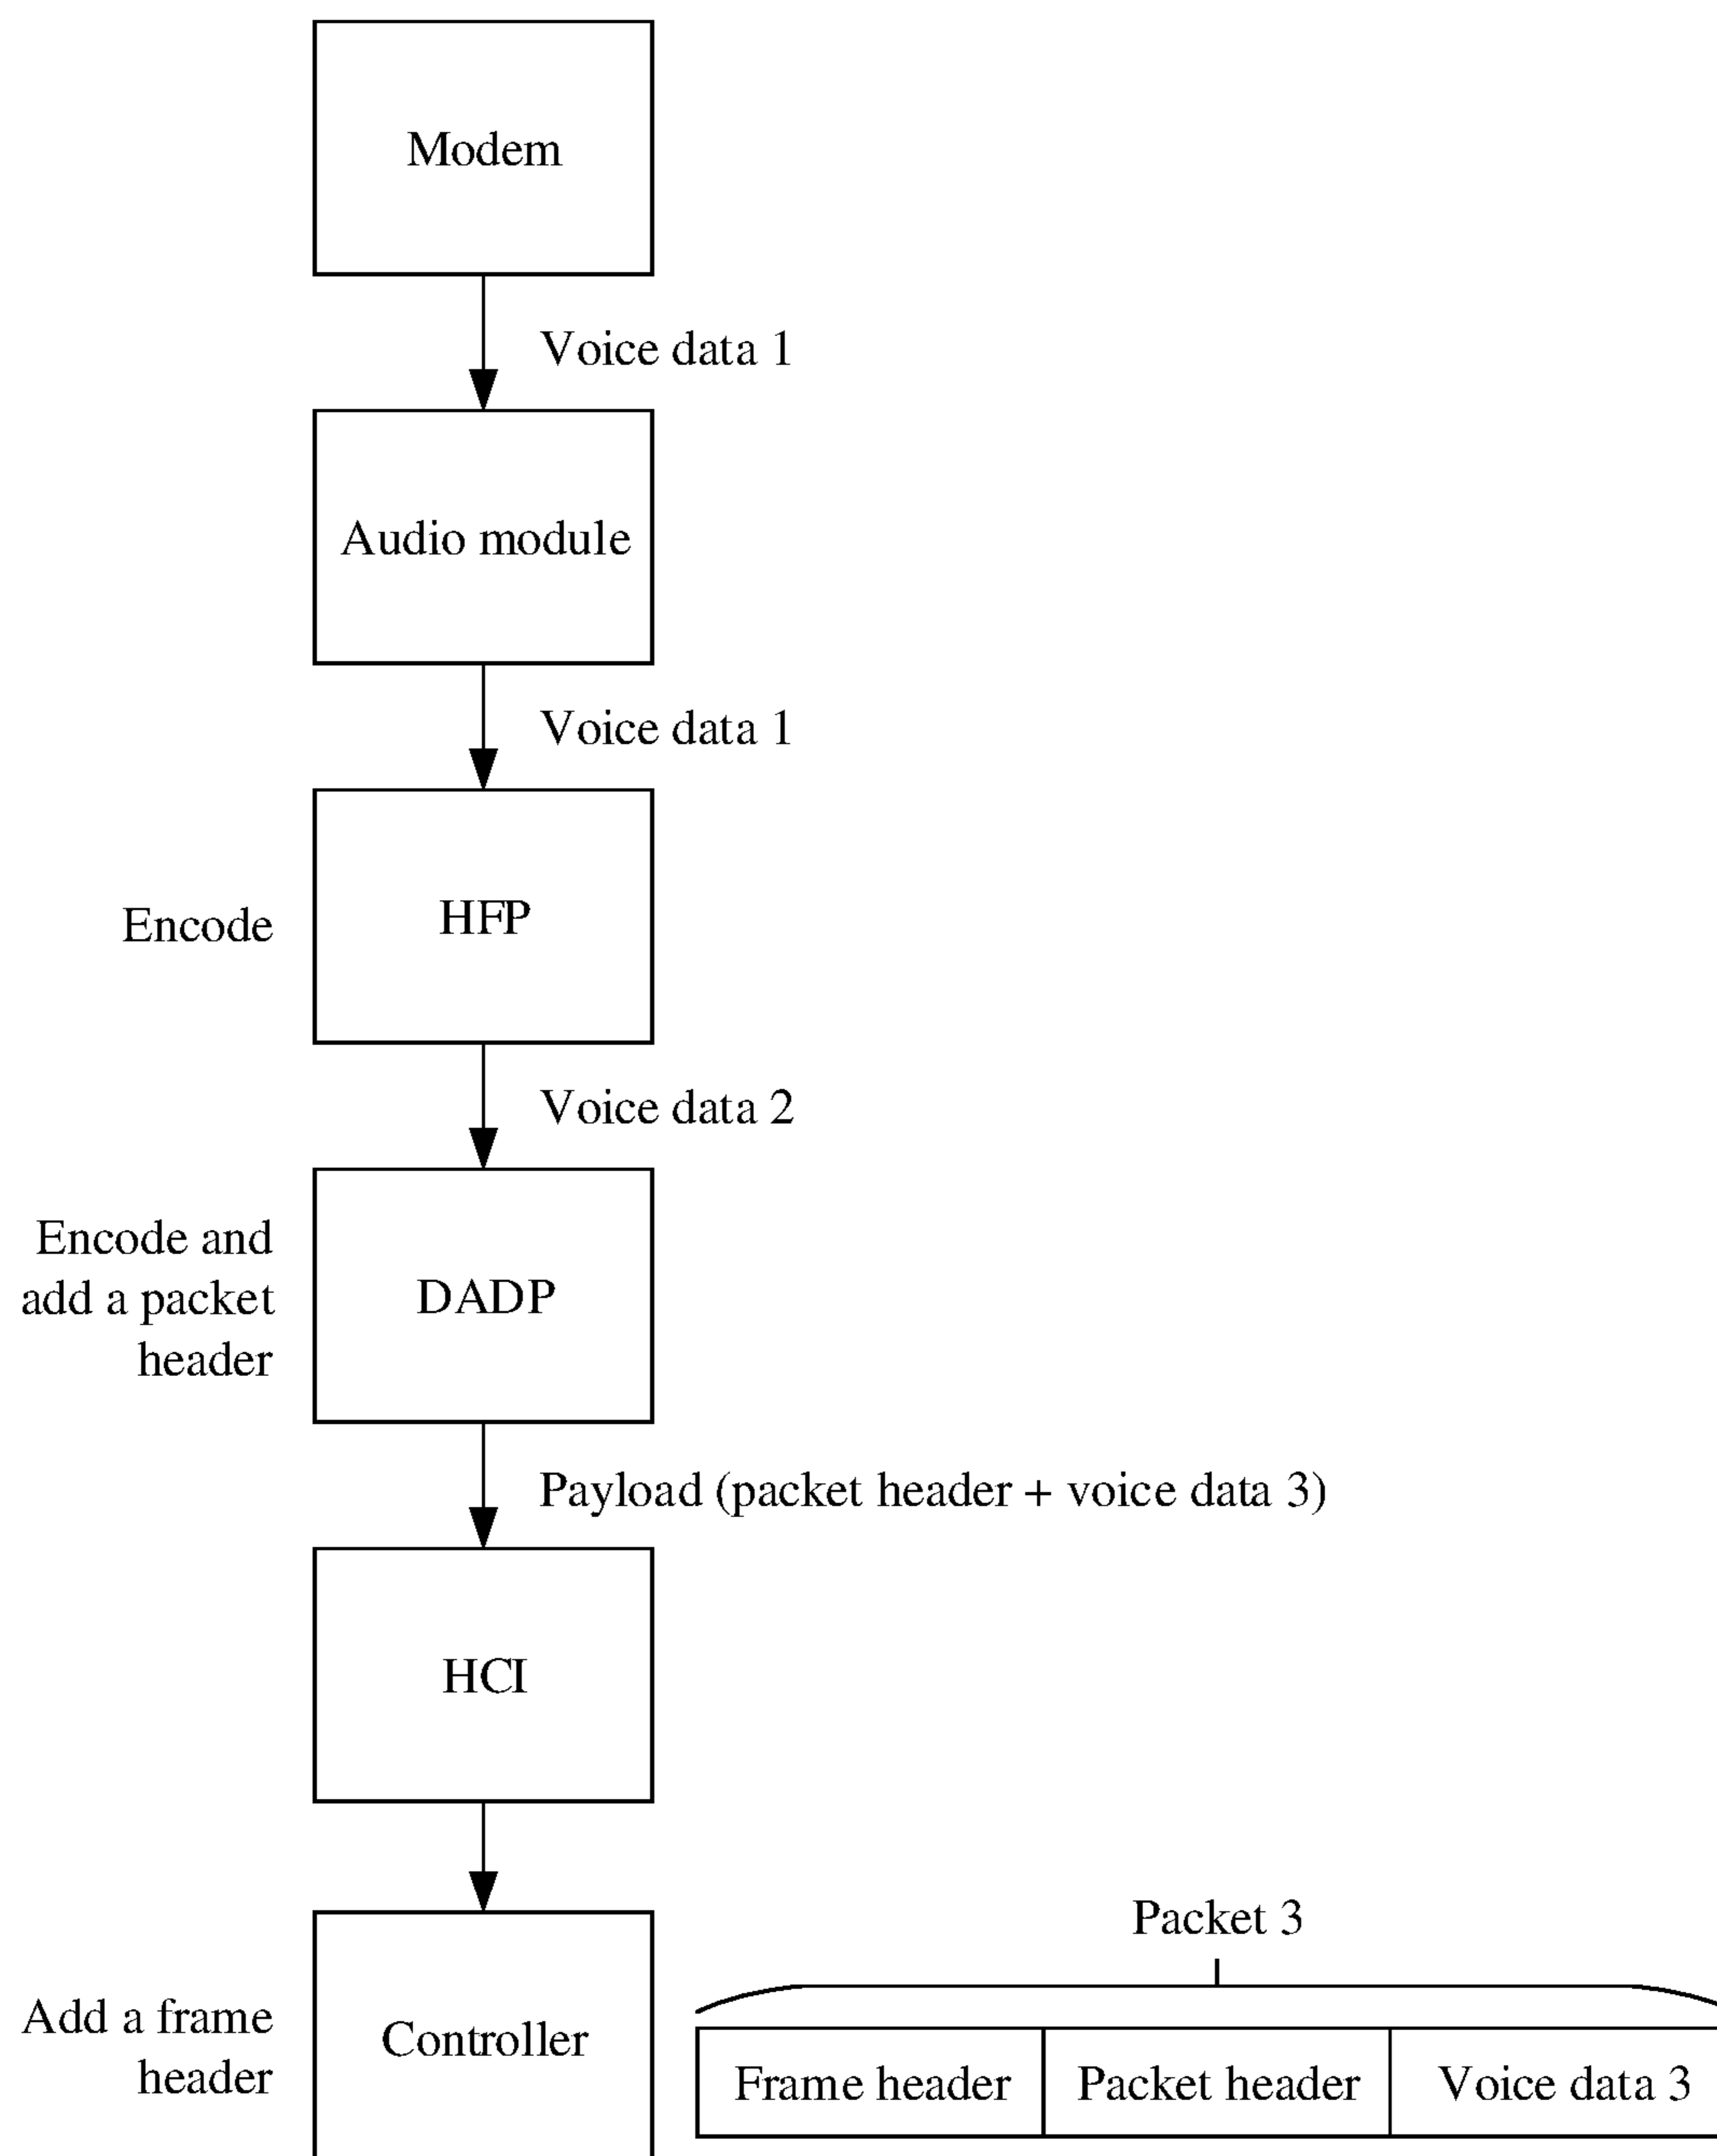 Modem
Voice data 1
Audio module
Voice data 1
Encode
HFP
Voice data 2
Encode and
add a packet
header
DADP
Payload (packet header + voice data 3)
HCI
Packet 3
Add a frame
header
Controller
Frame header
Packet header
Voice data 3